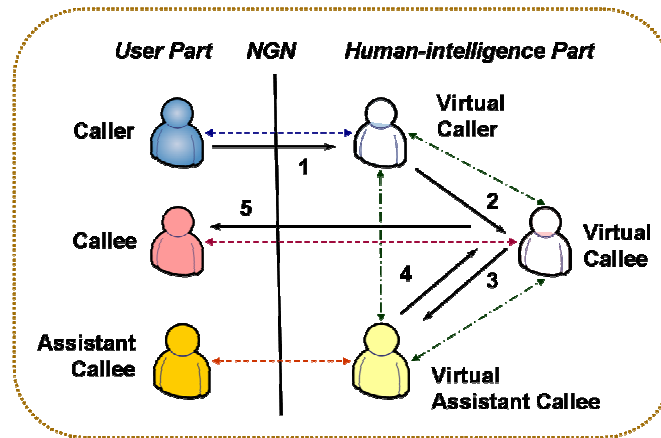 User Part NGN Human-intelligence Part
Caller
Virtual
Caller
1
2
5
Callee
Virtual
Callee
4
3
Assistant
Callee
Virtual
Assistant Callee